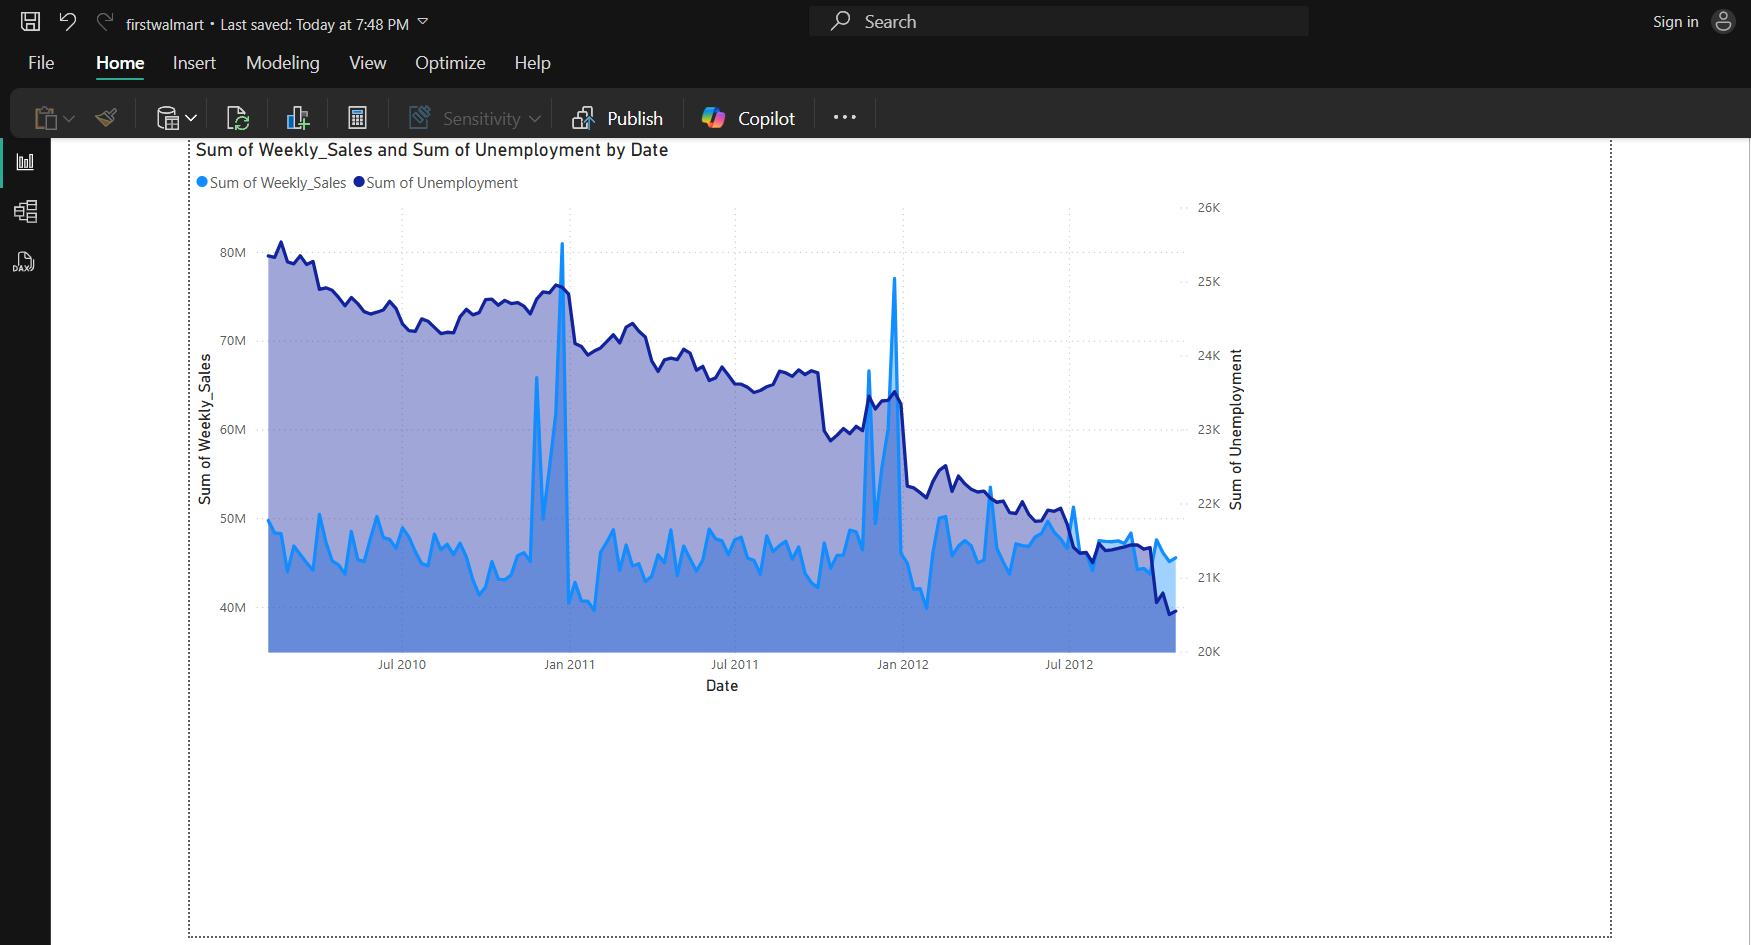 firstwalmart • Last saved: Today at 7:48 PM
Search
Sign in
File Home Insert Modeling View Optimize Help
Sensitivity Publish Copilot
DAX
Sum of Weekly_Sales and Sum of Unemployment by Date
Sum of Weekly_Sales Sum of Unemployment
26K
80M
25K
70M
24K
60M
23K
50M
22K
21K
40M
20K
Sum of Weekly_Sales
Sum of Unemployment
Jul 2010 Jan 2011 Jul 2011 Jan 2012 Jul 2012
Date